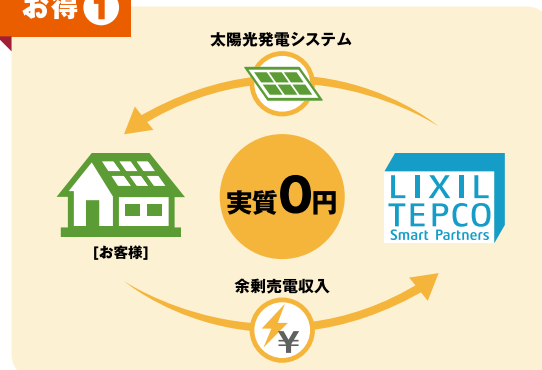 お得1
太陽光発電システム
実質0円
LIXIL
TEPCO
Smart Partners
[お客様]
余剰売電収入
¥